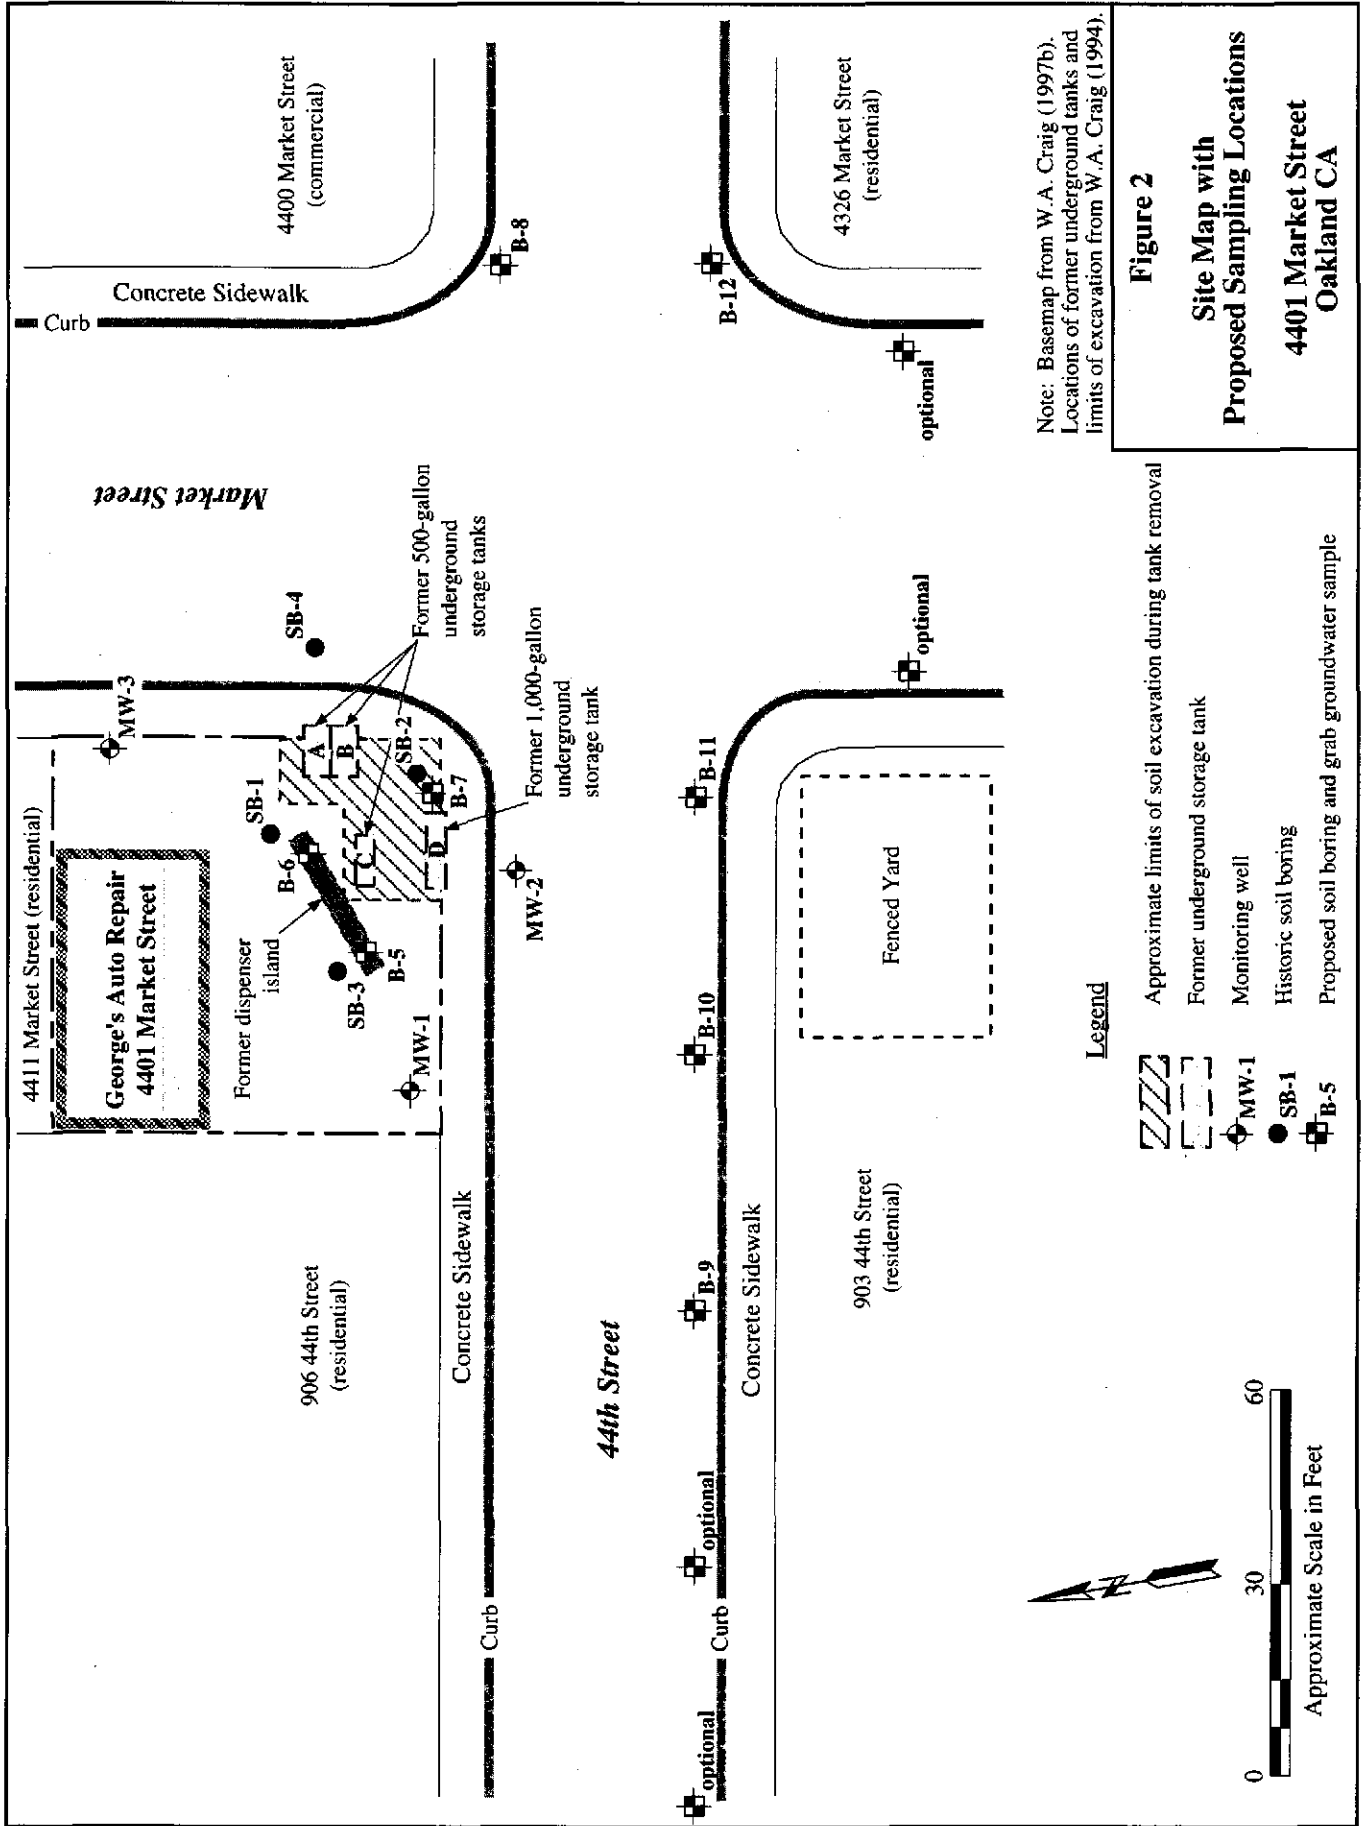 4411 Market Street (residential)
George's Auto Repair
4401 Market Street
MW-3
Market Street
Curb
Concrete Sidewalk
4400 Market Street
(commercial)
SB-1
SB-4
B-6
A
B
Former dispenser
island
C
SB-2
Former 500-gallon
underground
storage tanks
SB-3
B-5
B-7
D
MW-1
Former 1,000-gallon
underground
storage tank
MW-2
B-8
906 44th Street
(residential)
Concrete Sidewalk
Curb
44th Street
optional
optional
B-9
B-10
B-11
B-12
Curb
Concrete Sidewalk
903 44th Street
(residential)
Fenced Yard
optional
optional
4326 Market Street
(residential)
Note: Basemap from W.A. Craig (1997b).
Locations of former underground tanks and
limits of excavation from W.A. Craig (1994).
N
0
30
60
Approximate Scale in Feet
Legend
Approximate limits of soil excavation during tank removal
Former underground storage tank
MW-1
Monitoring well
SB-1
Historic soil boring
B-5
Proposed soil boring and grab groundwater sample
Figure 2
Site Map with
Proposed Sampling Locations
4401 Market Street
Oakland CA